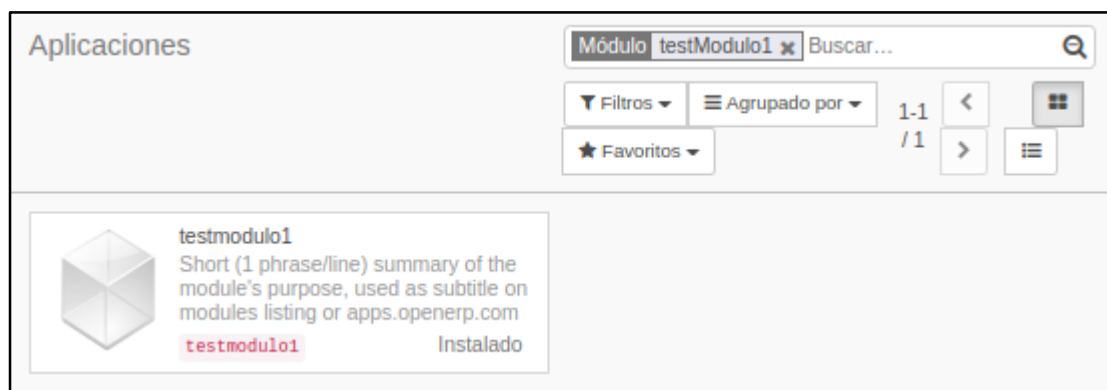 Aplicaciones
Módulo testModulo1 Buscar...
Filtros Agrupado por
1-1
/ 1
Favoritos
testmodulo1
Short (1 phrase/line) summary of the
module's purpose, used as subtitle on
modules listing or apps.openerp.com
testmodulo1 Instalado